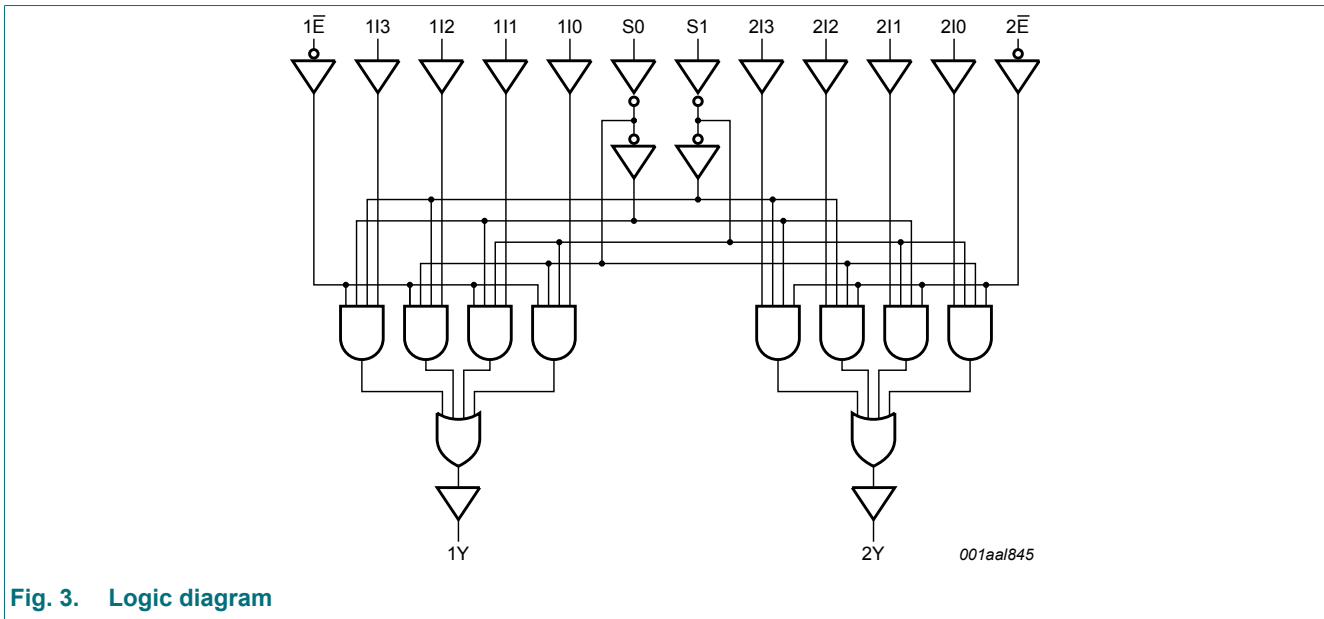 1E̅ 1I3 1I2 1I1 1I0 S0 S1 2I3 2I2 2I1 2I0 2E̅
1Y 2Y 001aal845
Fig. 3. Logic diagram